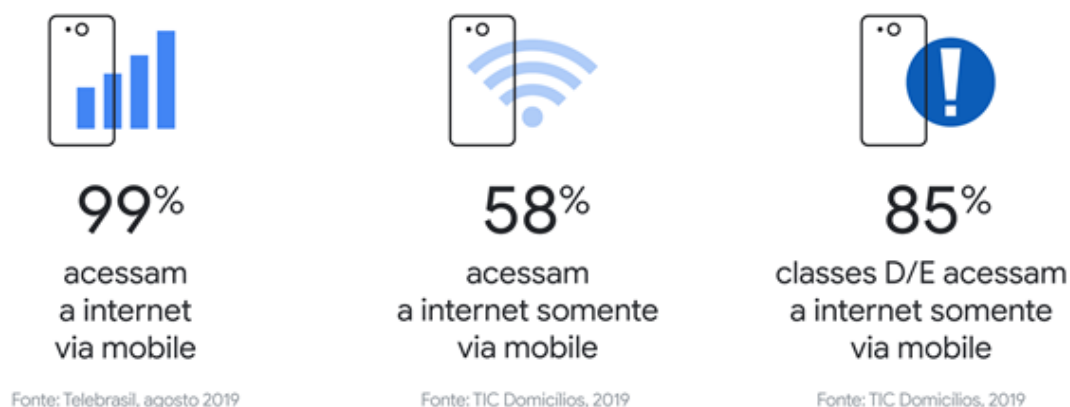 99%
acessam
a internet
via mobile
Fonte: Telebrasil, agosto 2019
58%
acessam
a internet somente
via mobile
Fonte: TIC Domicílios, 2019
85%
classes D/E acessam
a internet somente
via mobile
Fonte: TIC Domicílios, 2019